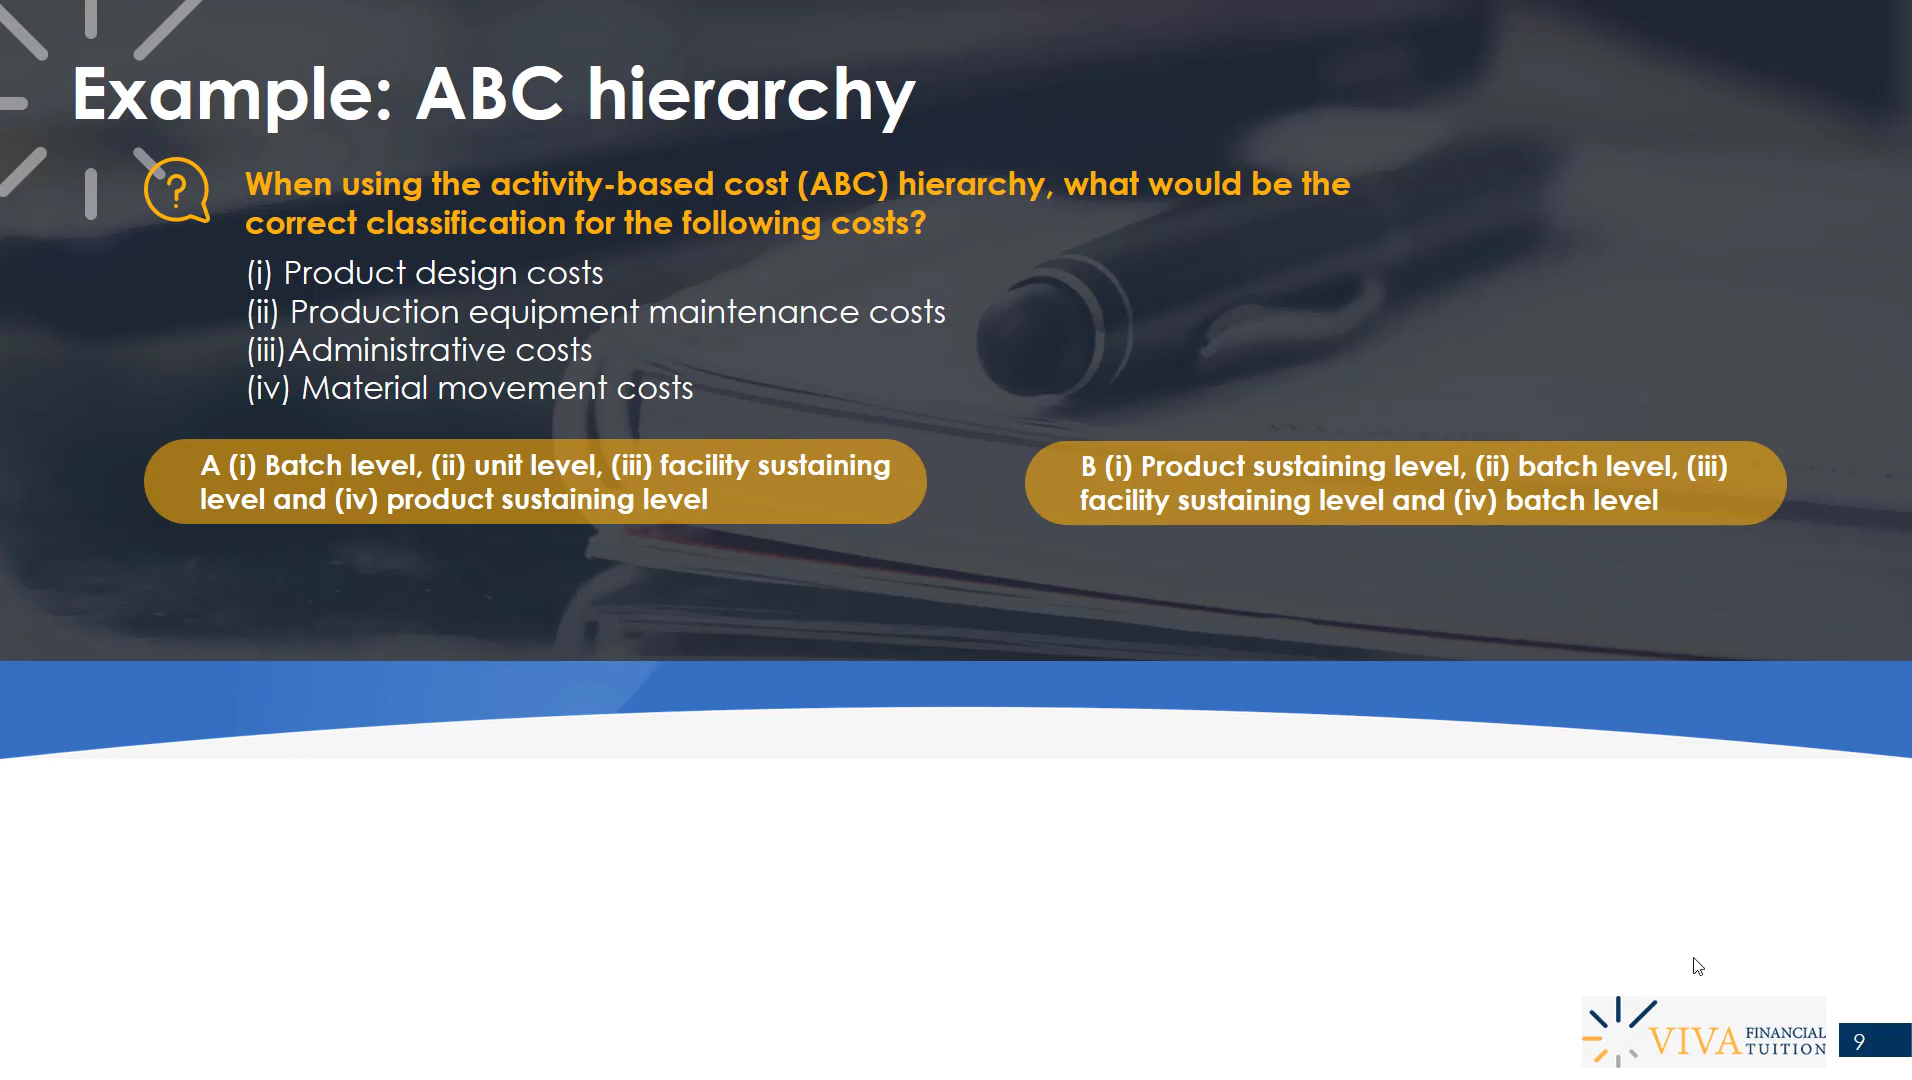 Example: ABC hierarchy
?
When using the activity-based cost (ABC) hierarchy, what would be the
correct classification for the following costs?
(i) Product design costs
(ii) Production equipment maintenance costs
(iii)Administrative costs
(iv) Material movement costs
A (i) Batch level, (ii) unit level, (iii) facility sustaining
level and (iv) product sustaining level
B (i) Product sustaining level, (ii) batch level, (iii)
facility sustaining level and (iv) batch level
VIVA FINANCIAL
TUITION
9